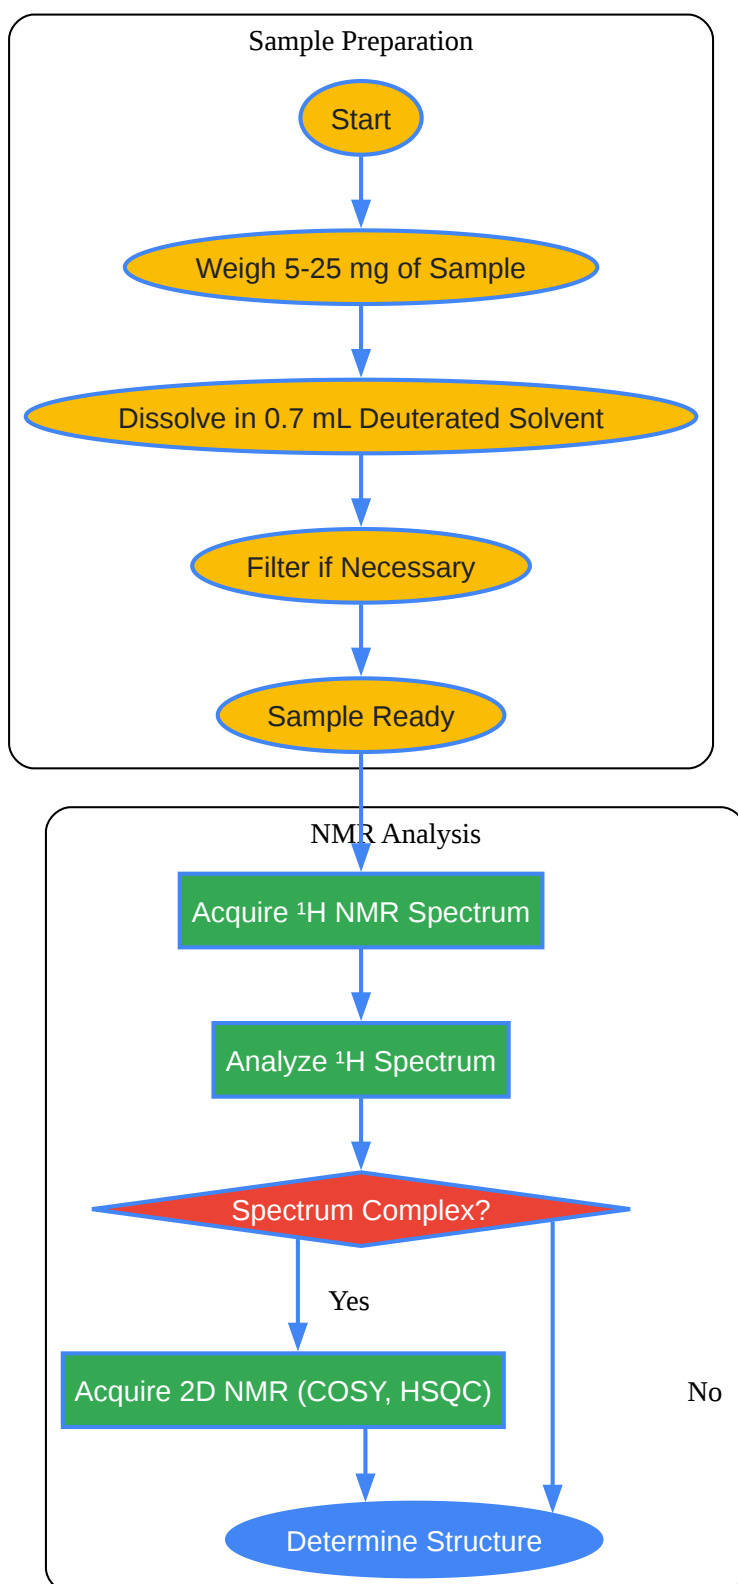 Sample Preparation
Start
Weigh 5-25 mg of Sample
Dissolve in 0.7 mL Deuterated Solvent
Filter if Necessary
Sample Ready
NMR Analysis
Acquire ¹H NMR Spectrum
Analyze ¹H Spectrum
Spectrum Complex?
Yes
Acquire 2D NMR (COSY, HSQC)
No
Determine Structure